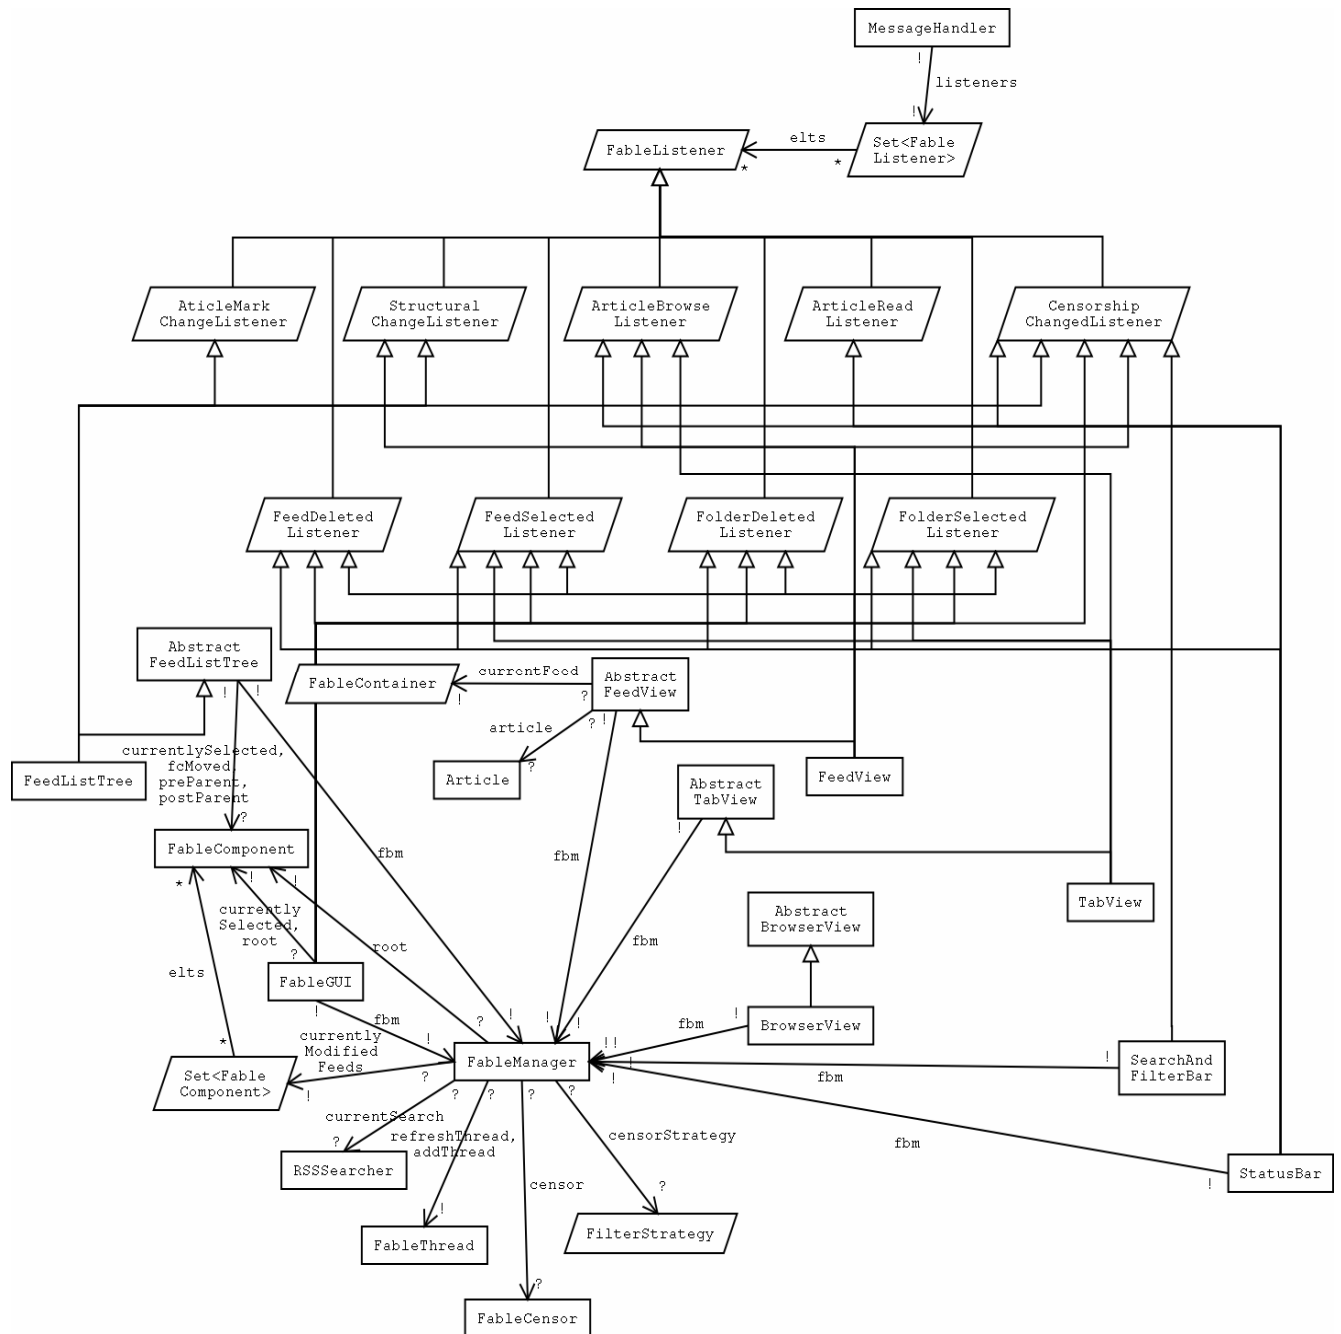 MessageHandler
!
listeners
!
elts
FableListener
Set<Fable
Listener>
*
*
AticleMark
ChangeListener
Structural
ChangeListener
ArticleBrowse
Listener
ArticleRead
Listener
Censorship
ChangedListener
FeedDeleted
Listener
FeedSelected
Listener
FolderDeleted
Listener
FolderSelected
Listener
Abstract
FeedListTree
!
!
FableContainer
currentFeed
!
?
Abstract
FeedView
?
!
article
?
Article
FeedListTree
currentlySelected,
fcMoved,
preParent,
postParent
?
FeedView
Abstract
TabView
!
FableComponent
fbm
fbm
*
!
!
currently
Selected,
root
?
root
elts
FableGUI
!
fbm
fbm
TabView
Abstract
BrowserView
BrowserView
!
fbm
!
!
!
?
!
*
currently
Modified
Feeds
FableManager
!!
!
!
Set<Fable
Component>
!
?
?
?
?
?
fbm
!
SearchAnd
FilterBar
currentSearch
?
RSSSearcher
refreshThread,
addThread
censorStrategy
fbm
!
StatusBar
censor
?
!
FableThread
FilterStrategy
?
FableCensor